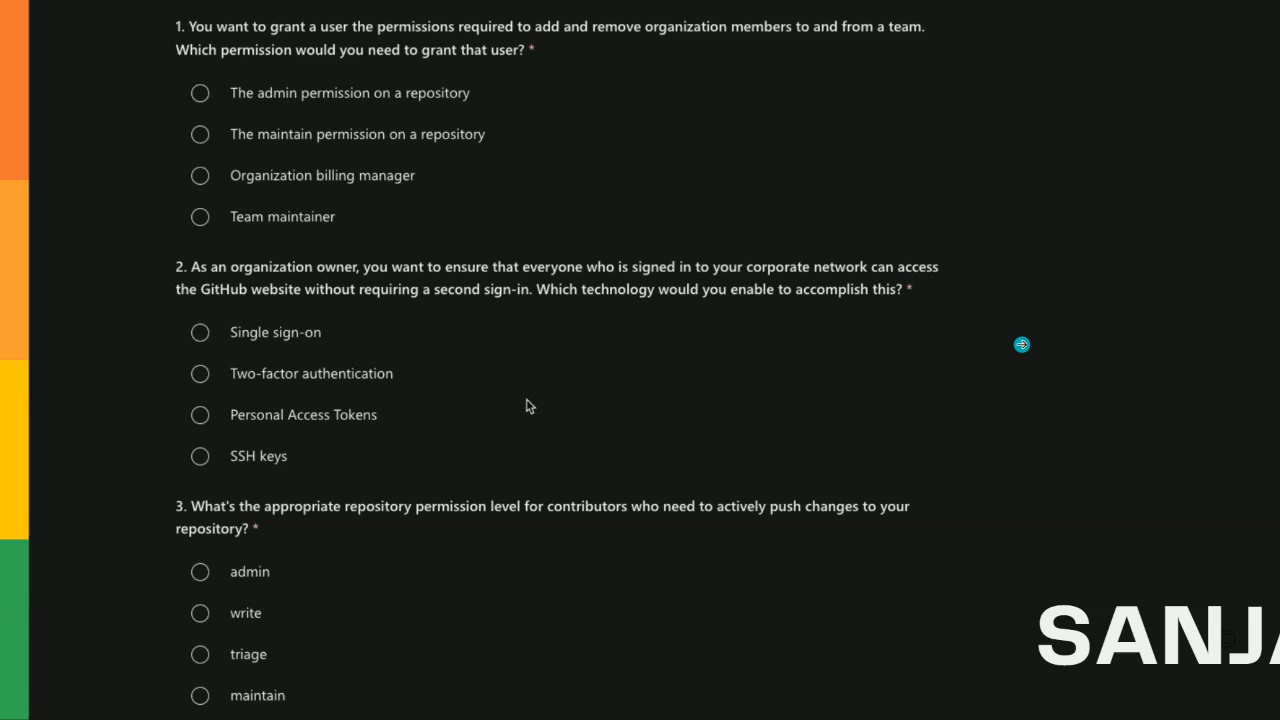 1. You want to grant a user the permissions required to add and remove organization members to and from a team.
Which permission would you need to grant that user? *
The admin permission on a repository
The maintain permission on a repository
Organization billing manager
Team maintainer
2. As an organization owner, you want to ensure that everyone who is signed in to your corporate network can access
the GitHub website without requiring a second sign-in. Which technology would you enable to accomplish this? *
Single sign-on
Two-factor authentication
Personal Access Tokens
SSH keys
3. What's the appropriate repository permission level for contributors who need to actively push changes to your
repository? *
admin
write
triage
maintain
SANJA